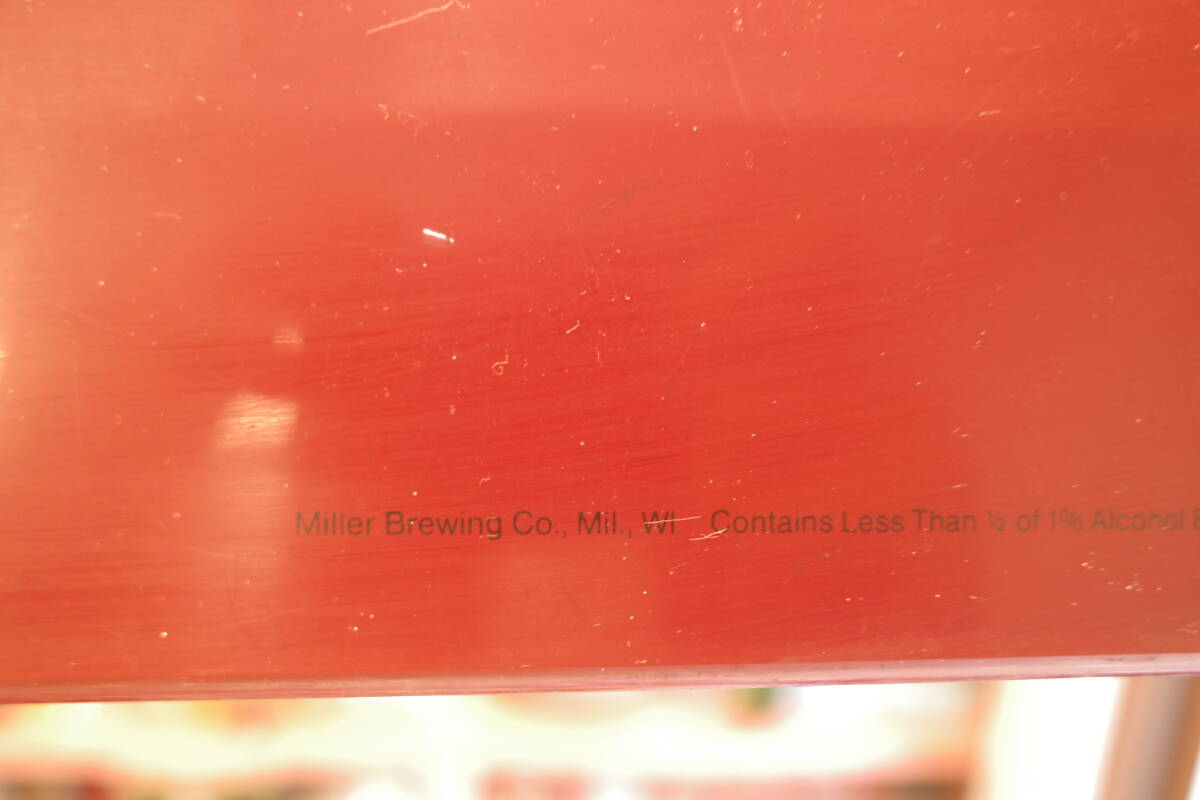 Miller Brewing Co., Mil., WI Contains Less Than ½ of 1% Alcohol